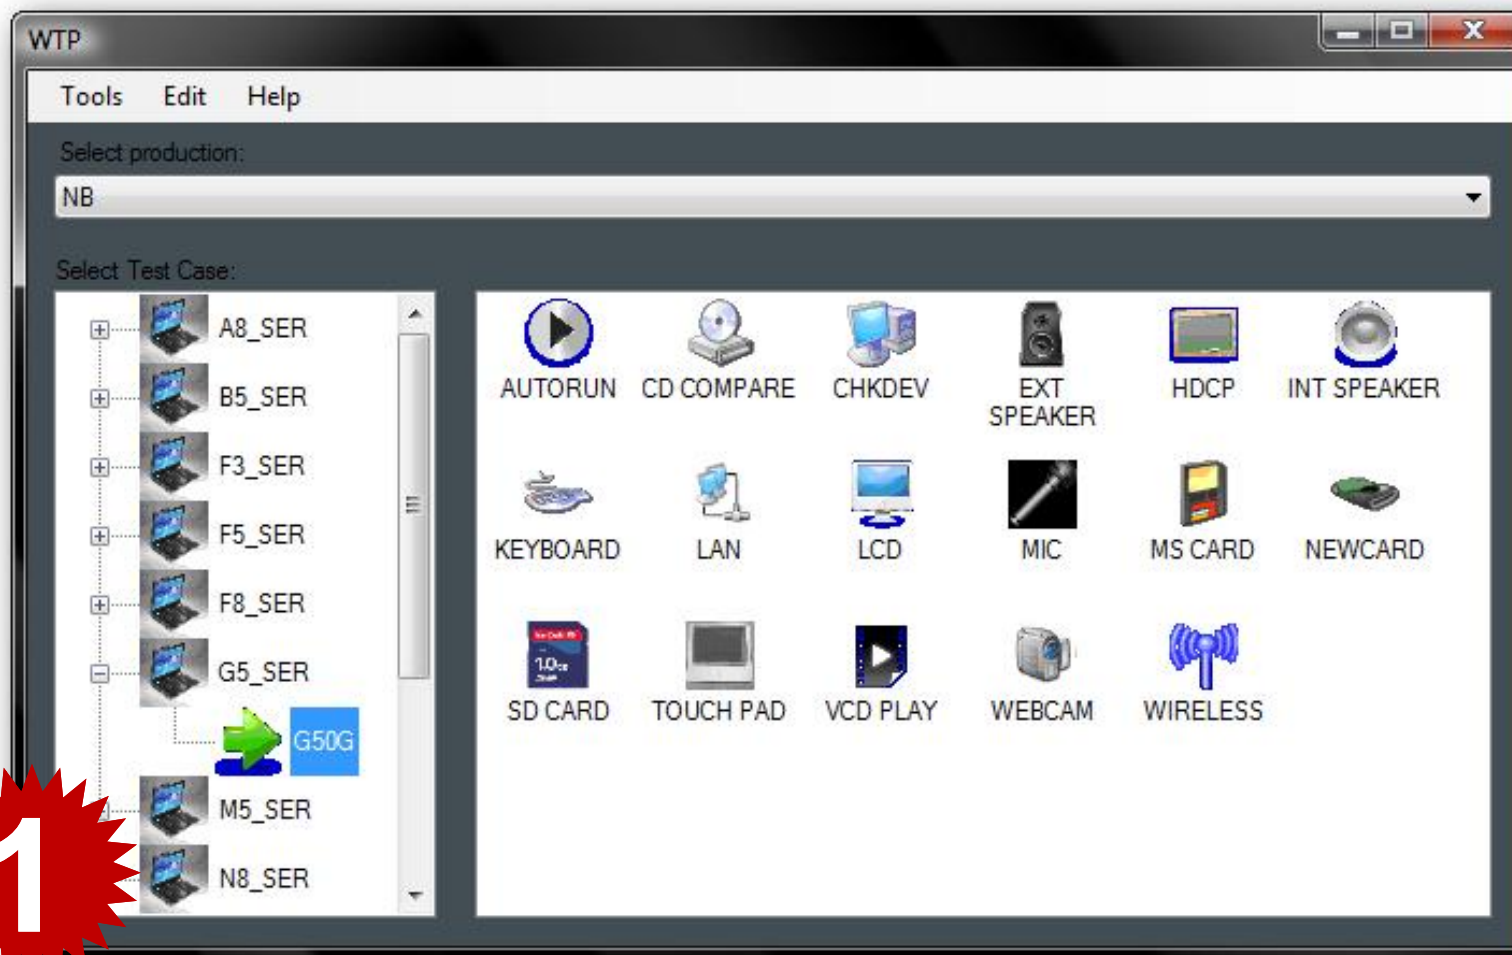 WTP
Tools Edit Help
Select production:
NB
Select Test Case:
A8_SER
B5_SER
F3_SER
F5_SER
F8_SER
G5_SER
G50G
M5_SER
N8_SER
AUTORUN CD COMPARE CHKDEV EXT SPEAKER HDCP INT SPEAKER
KEYBOARD LAN LCD MIC MS CARD NEWCARD
1.0
SD CARD TOUCH PAD VCD PLAY WEBCAM WIRELESS
1